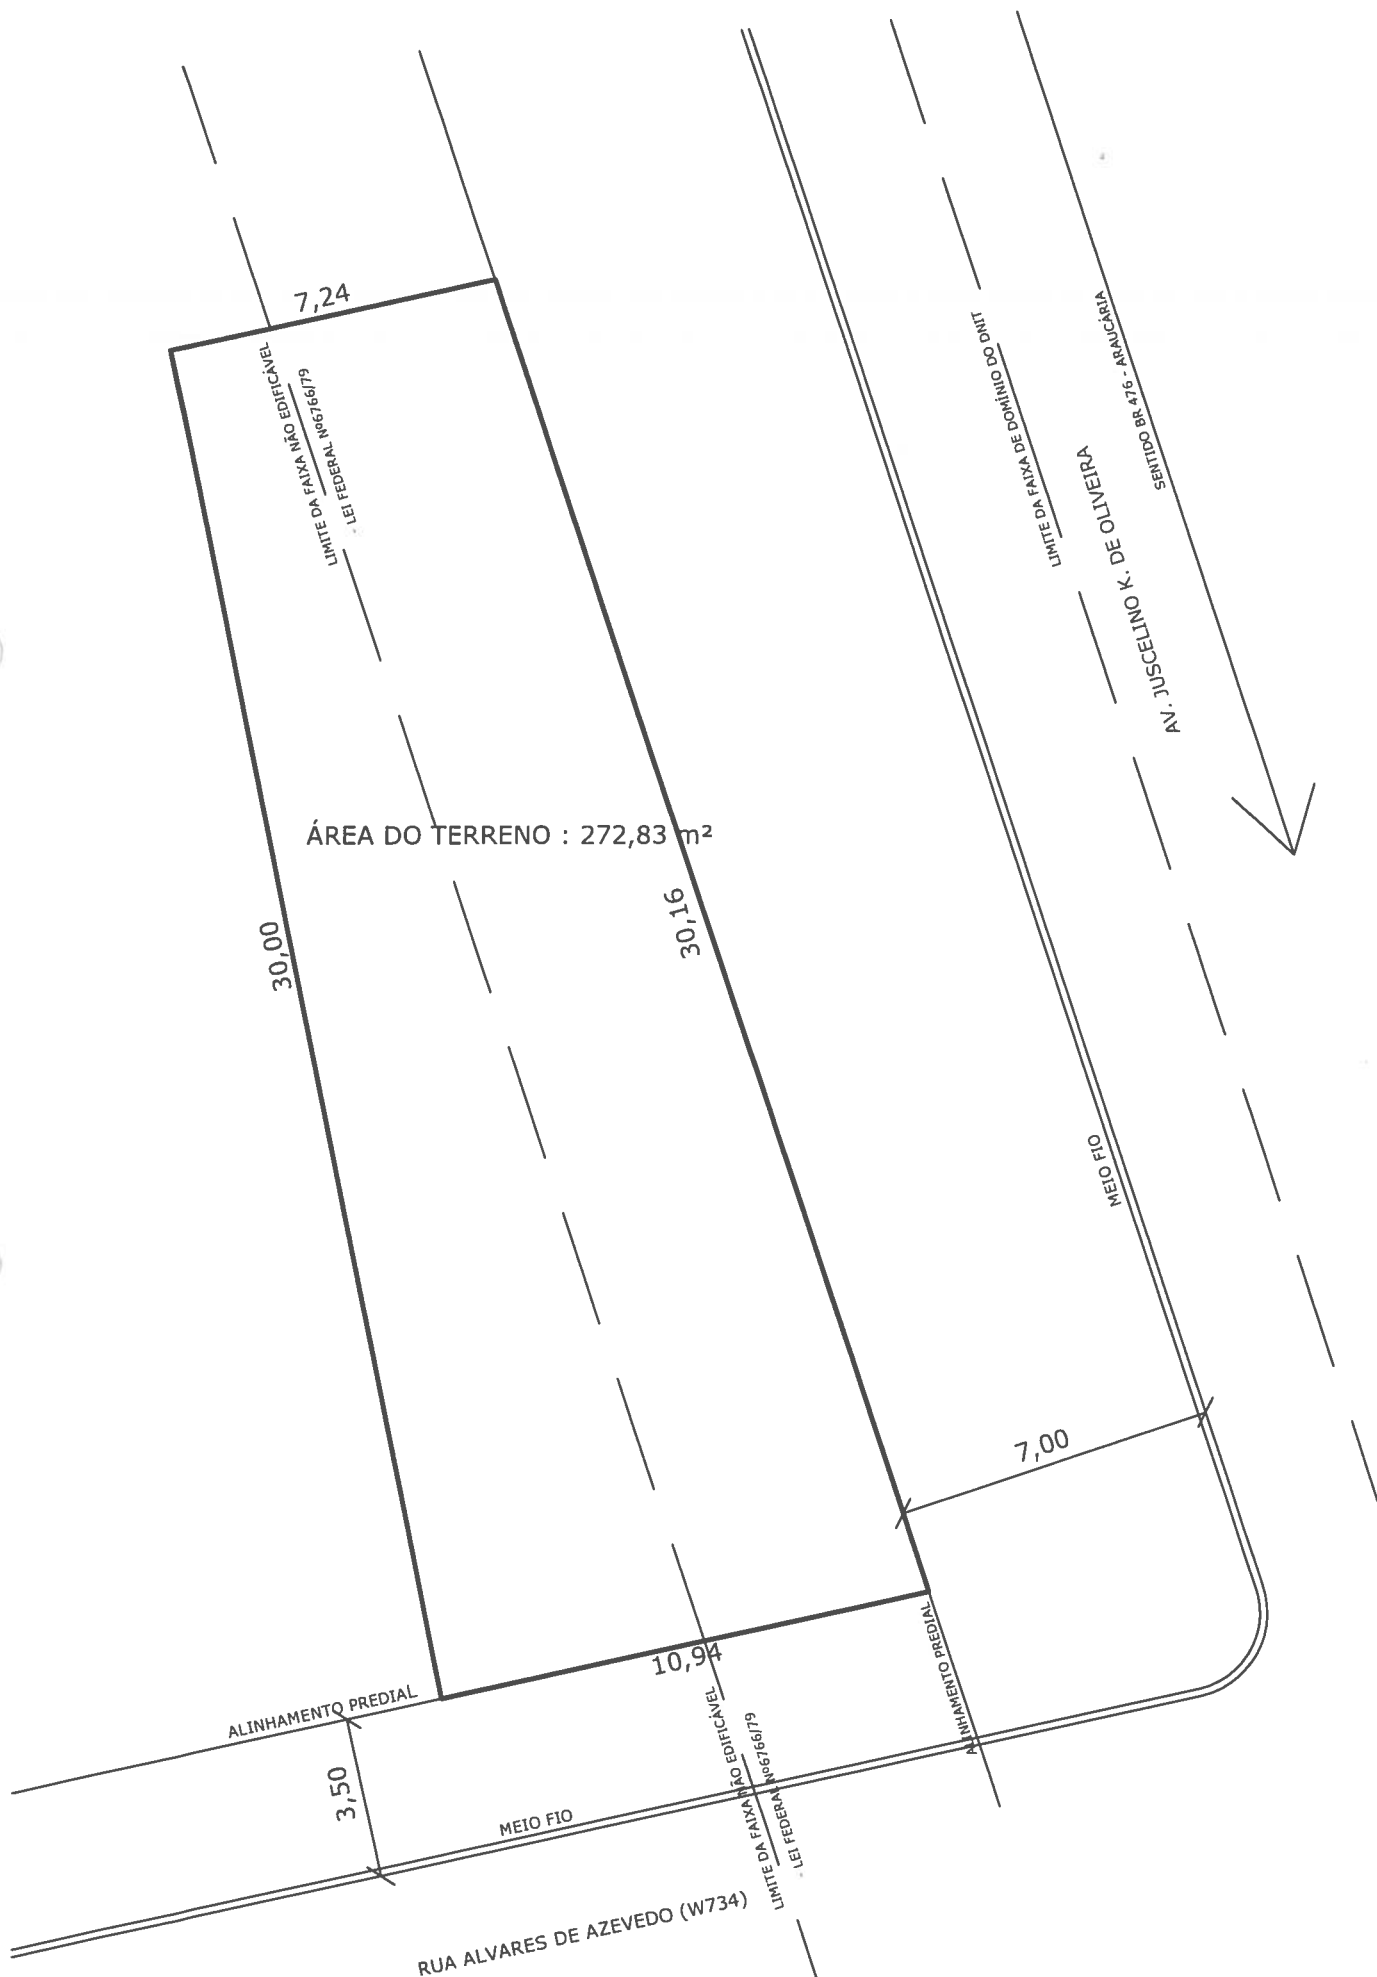 7,24
LIMITE DA FAIXA NÃO EDIFICÁVEL
- LEI FEDERAL Nº6766/79
LIMITE DA FAIXA DE DOMÍNIO DO DNIT
SENTIDO BR 476 - ARAUCÁRIA
AV. JUSCELINO K. DE OLIVEIRA
ÁREA DO TERRENO : 272,83 m²
30,00
30,16
MEIO FIO
7,00
10,94
ALINHAMENTO PREDIAL
ALINHAMENTO PREDIAL
3,50
MEIO FIO
LIMITE DA FAIXA NÃO EDIFICÁVEL
- LEI FEDERAL Nº6766/79
RUA ALVARES DE AZEVEDO (W734)